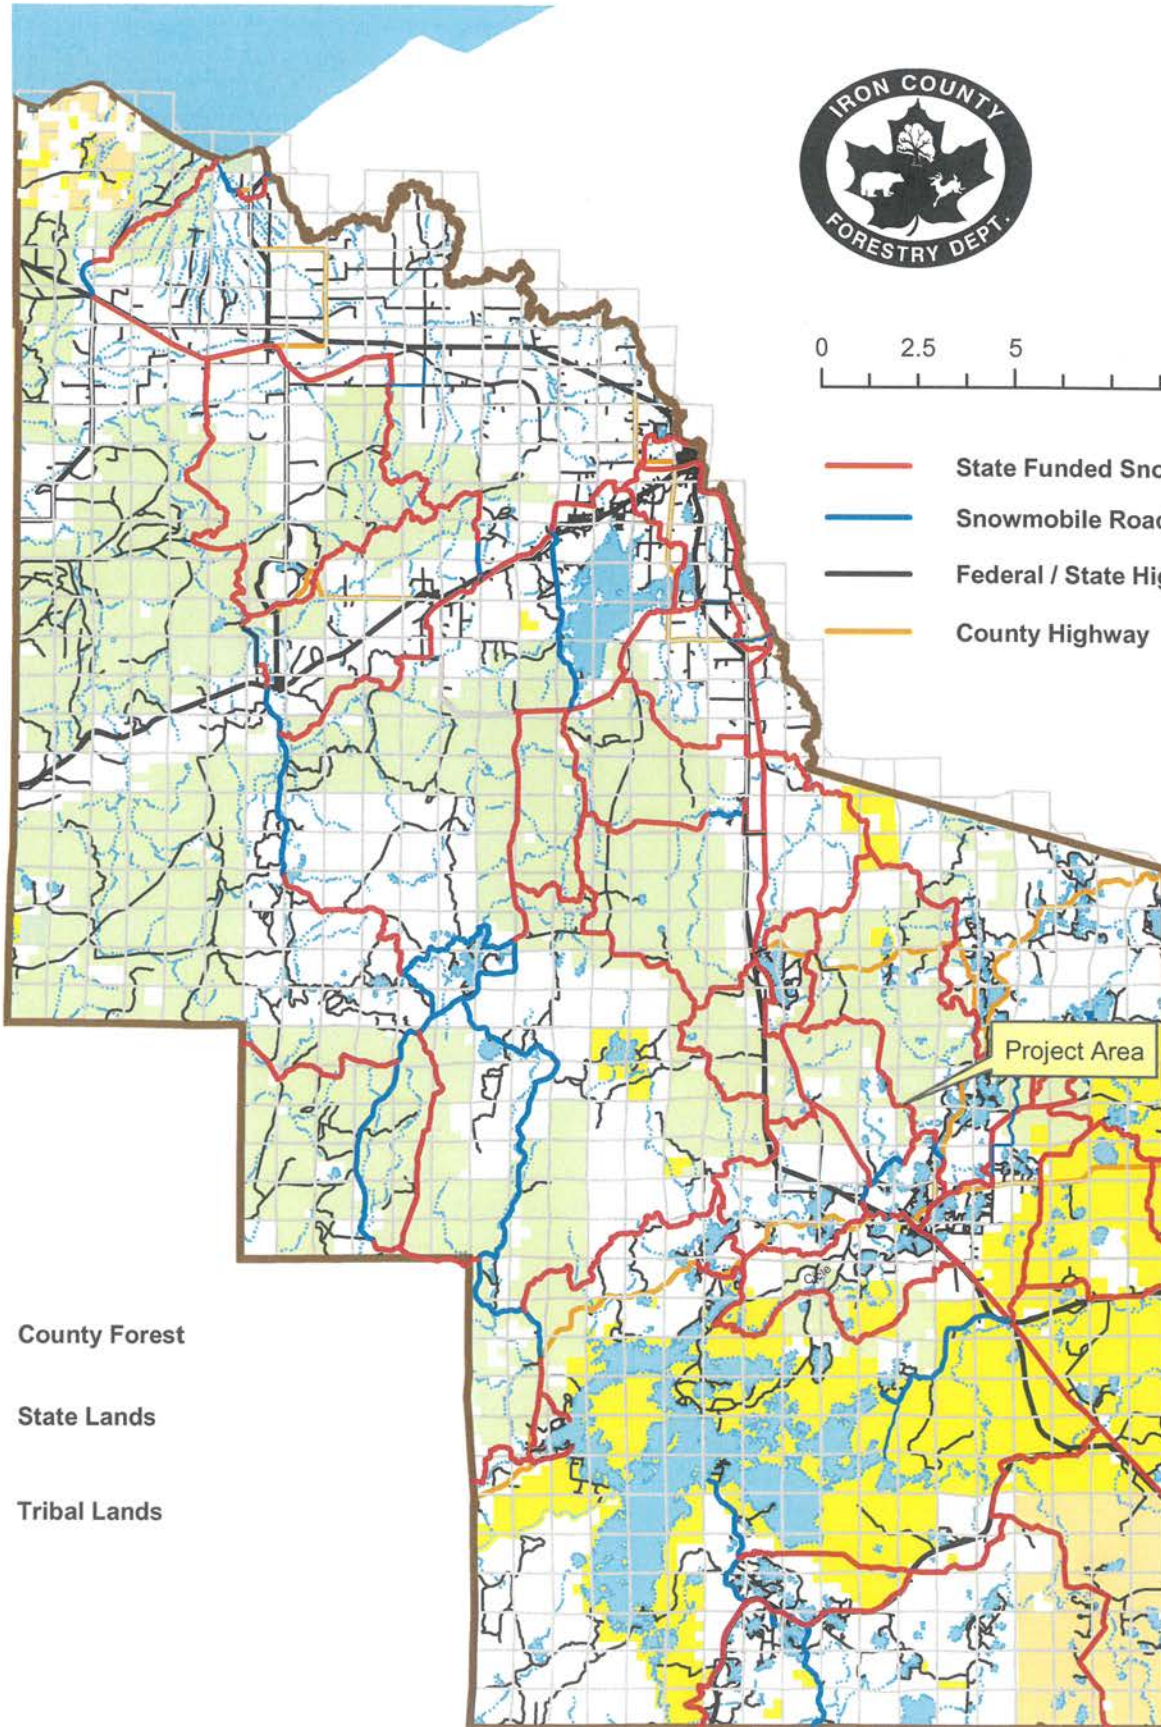 IRON COUNTY
FORESTRY DEPT.
0 2.5 5
State Funded Sno
Snowmobile Road
Federal / State Hig
County Highway
Project Area
County Forest
State Lands
Tribal Lands